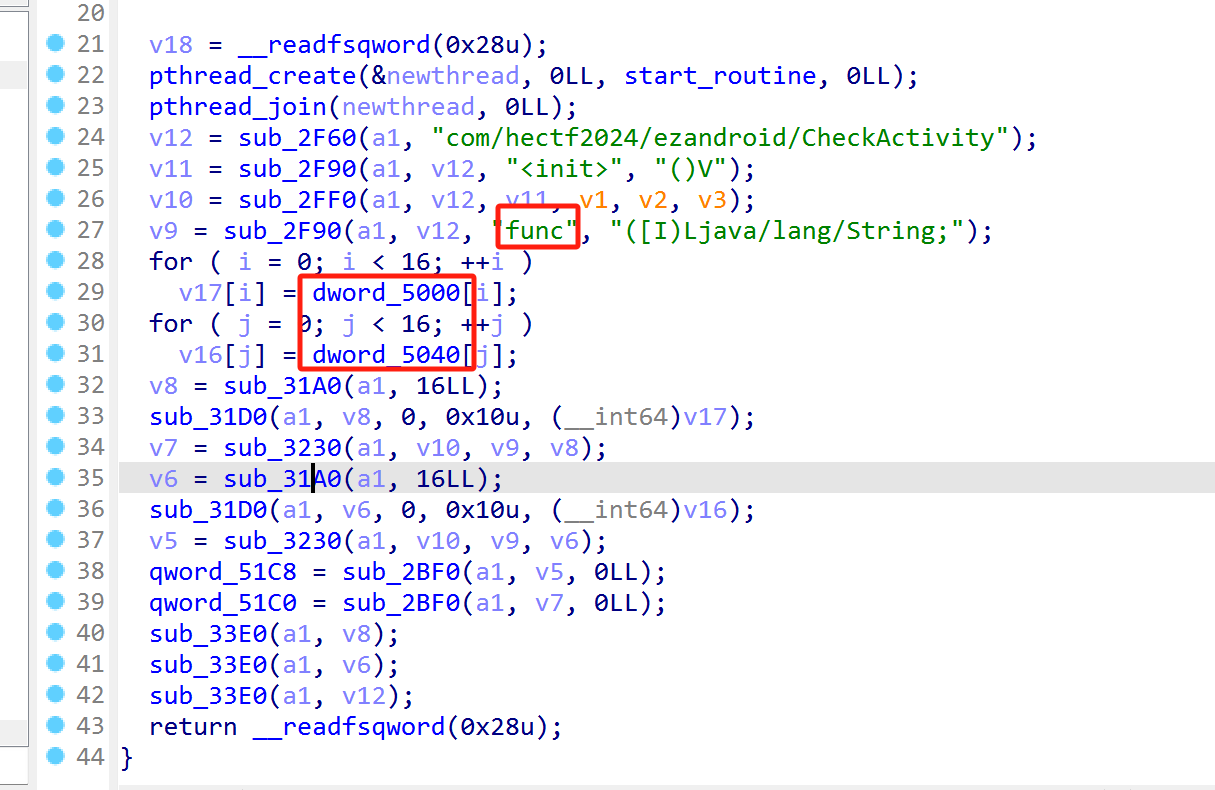 20
21 v18 = __readfsqword(0x28u);
22 pthread_create(&newthread, 0LL, start_routine, 0LL);
23 pthread_join(newthread, 0LL);
24 v12 = sub_2F60(a1, "com/hectf2024/ezandroid/CheckActivity");
25 v11 = sub_2F90(a1, v12, "<init>", "()V");
26 v10 = sub_2FF0(a1, v12, v11, v1, v2, v3);
27 v9 = sub_2F90(a1, v12, "func", "([I)Ljava/lang/String;");
28 for ( i = 0; i < 16; ++i )
29 v17[i] = dword_5000[i];
30 for ( j = 0; j < 16; ++j )
31 v16[j] = dword_5040[j];
32 v8 = sub_31A0(a1, 16LL);
33 sub_31D0(a1, v8, 0, 0x10u, (__int64)v17);
34 v7 = sub_3230(a1, v10, v9, v8);
35 v6 = sub_31A0(a1, 16LL);
36 sub_31D0(a1, v6, 0, 0x10u, (__int64)v16);
37 v5 = sub_3230(a1, v10, v9, v6);
38 qword_51C8 = sub_2BF0(a1, v5, 0LL);
39 qword_51C0 = sub_2BF0(a1, v7, 0LL);
40 sub_33E0(a1, v8);
41 sub_33E0(a1, v6);
42 sub_33E0(a1, v12);
43 return __readfsqword(0x28u);
44 }